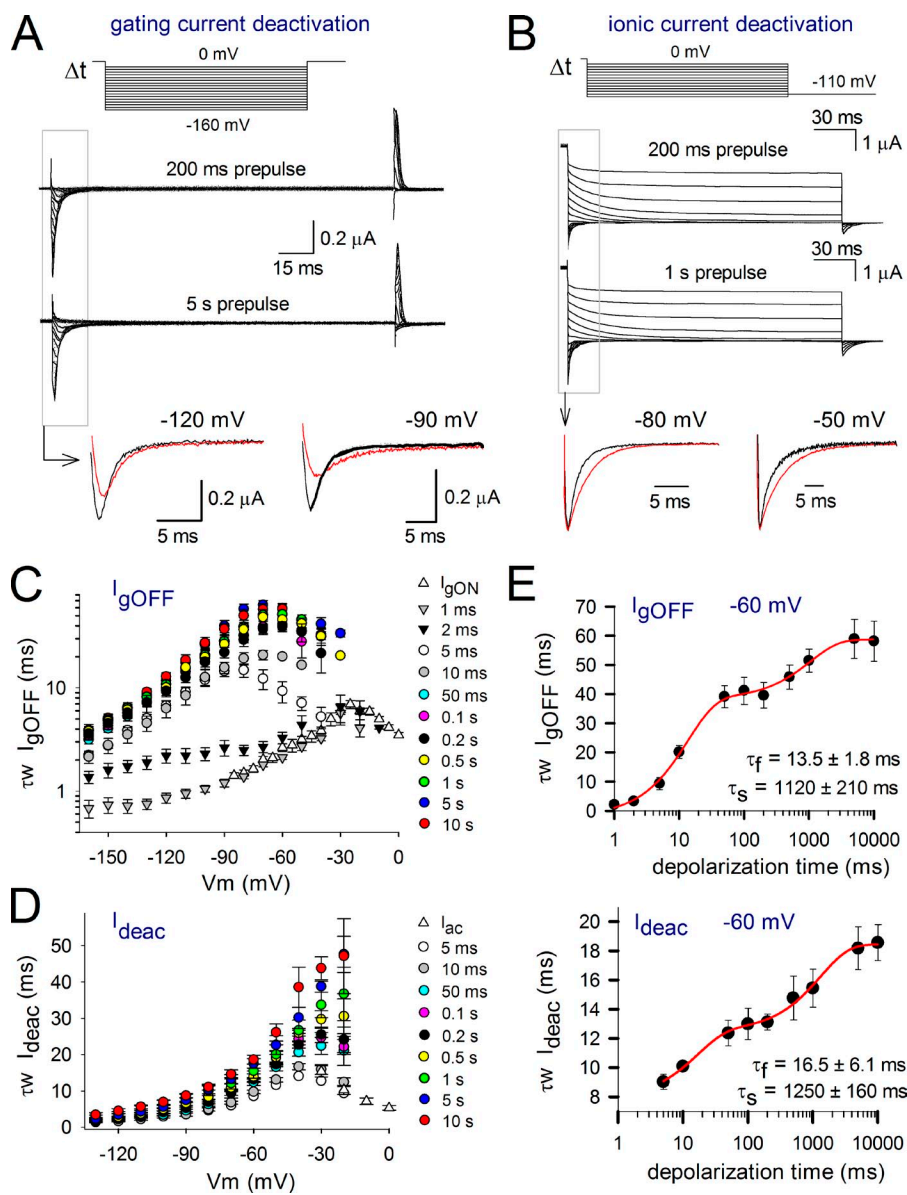 A
gating current deactivation
0 mV
Δt
-160 mV
200 ms prepulse
0.2 μA
15 ms
5 s prepulse
-120 mV
-90 mV
0.2 μA
5 ms
0.2 μA
5 ms
B
ionic current deactivation
0 mV
Δt
-110 mV
30 ms
1 μA
200 ms prepulse
30 ms
1 μA
1 s prepulse
-80 mV
-50 mV
5 ms
5 ms
C
IgOFF
τw IgOFF (ms)
10
1
-150 -120 -90 -60 -30 0
Vm (mV)
IgON
1 ms
2 ms
5 ms
10 ms
50 ms
0.1 s
0.2 s
0.5 s
1 s
5 s
10 s
D
Ideac
τw Ideac (ms)
50
40
30
20
10
0
-120 -90 -60 -30 0
Vm (mV)
Iac
5 ms
10 ms
50 ms
0.1 s
0.2 s
0.5 s
1 s
5 s
10 s
E
IgOFF -60 mV
τw IgOFF (ms)
70
60
50
40
30
20
10
0
τf = 13.5 ± 1.8 ms
τs = 1120 ± 210 ms
1 10 100 1000 10000
depolarization time (ms)
Ideac -60 mV
τw Ideac (ms)
20
18
16
14
12
10
8
τf = 16.5 ± 6.1 ms
τs = 1250 ± 160 ms
1 10 100 1000 10000
depolarization time (ms)